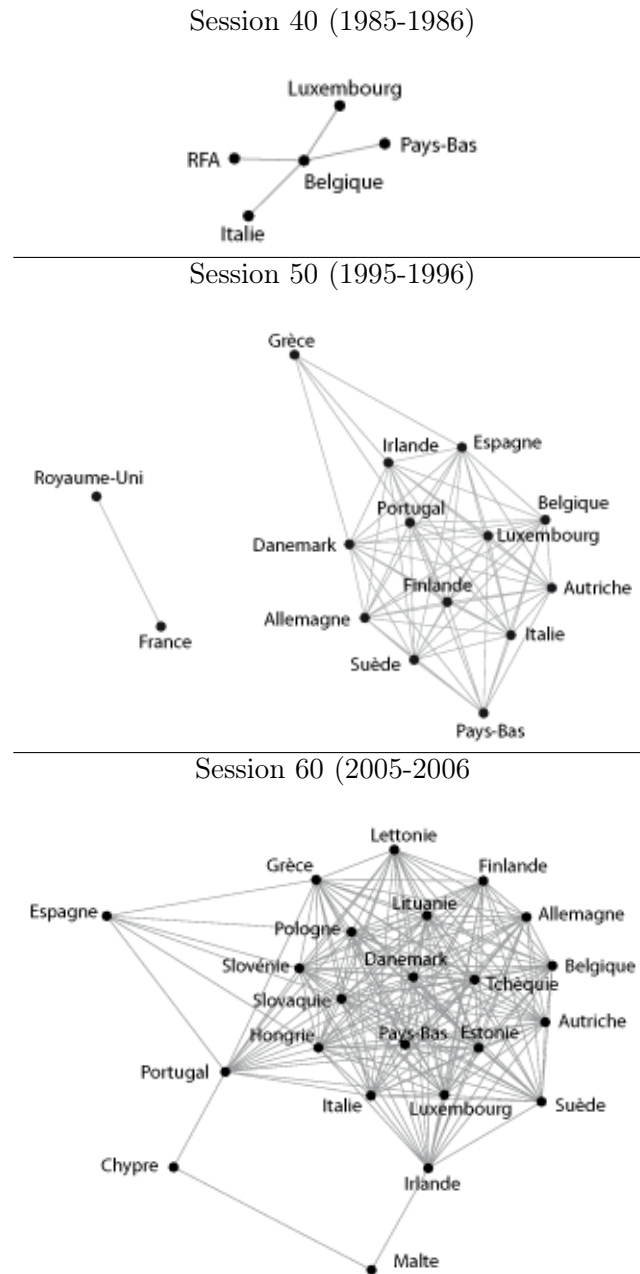 Session 40 (1985-1986)
Luxembourg
Pays-Bas
RFA
Belgique
Italie
Session 50 (1995-1996)
Grèce
Irlande
Espagne
Royaume-Uni
Portugal
Belgique
Luxembourg
Danemark
Finlande
Autriche
Allemagne
Italie
France
Suède
Pays-Bas
Session 60 (2005-2006
Lettonie
Grèce
Finlande
Espagne
Lituanie
Allemagne
Pologne
Danemark
Slovénie
Belgique
Tchèquie
Slovaquie
Autriche
Hongrie
Pays-Bas
Estonie
Portugal
Italie
Luxembourg
Suède
Chypre
Irlande
Malte